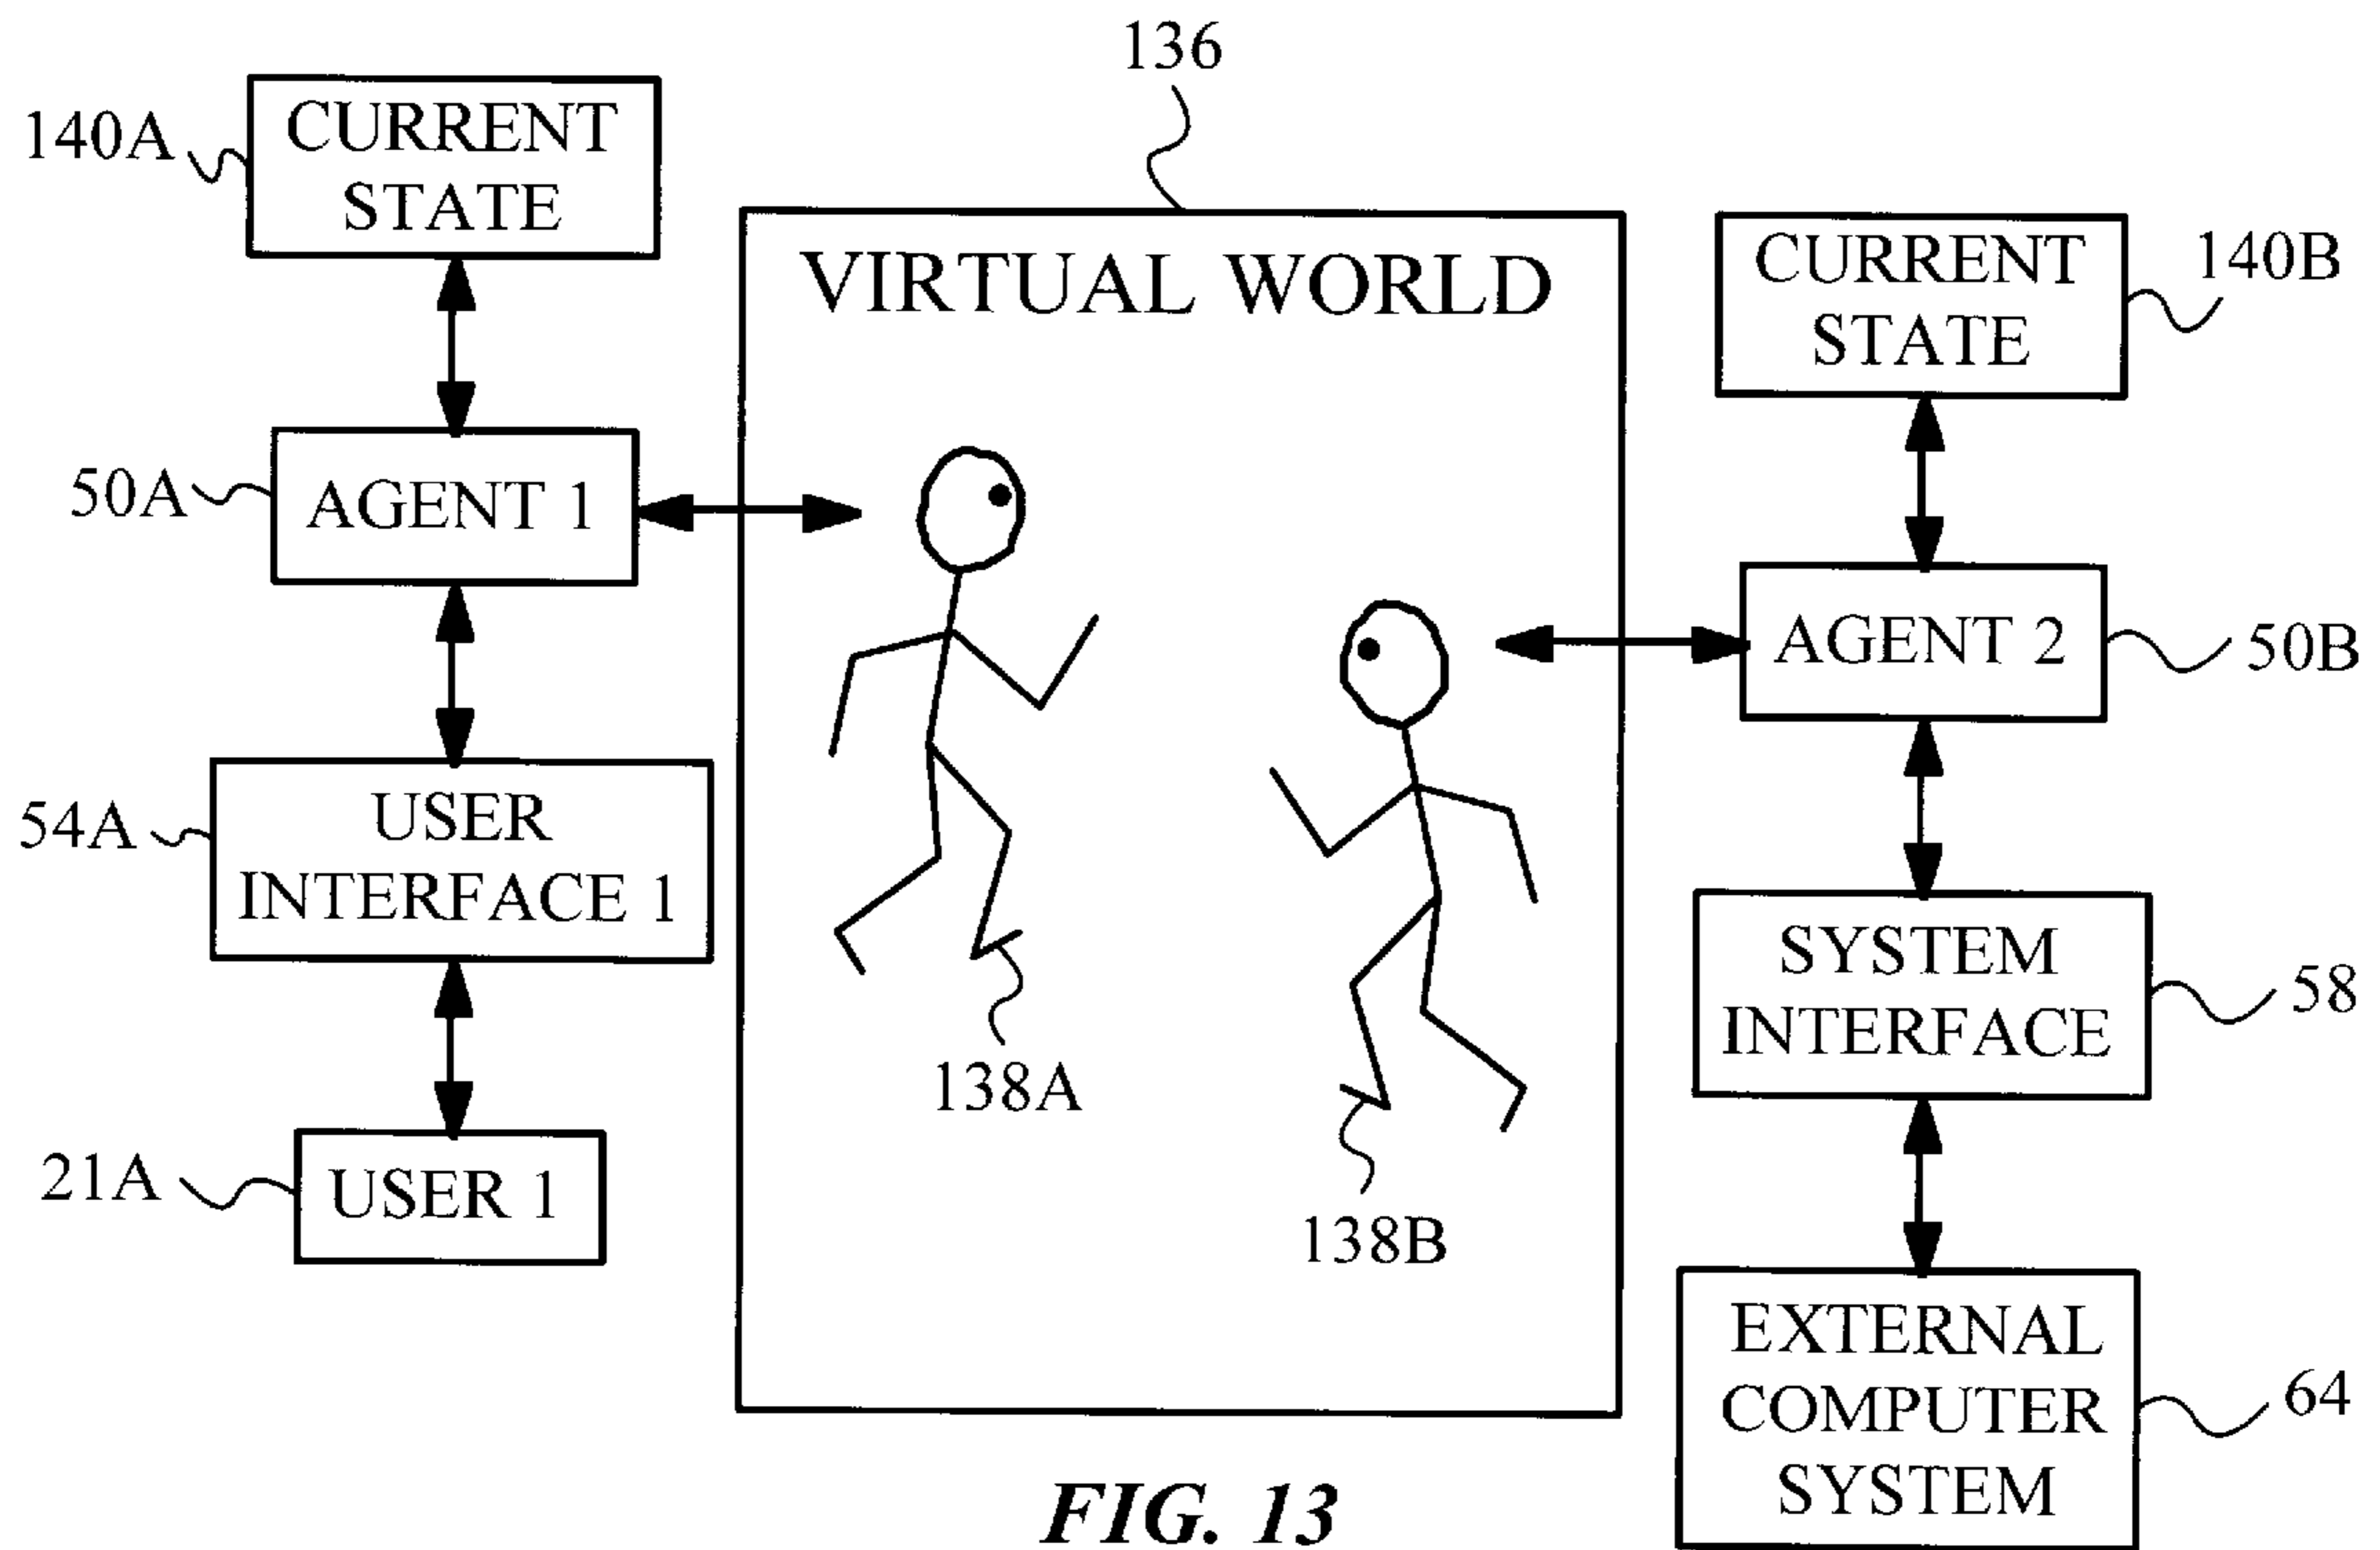 136
140A
CURRENT
STATE
50A
AGENT 1
54A
USER
INTERFACE 1
21A
USER 1
VIRTUAL WORLD
138A
138B
CURRENT
STATE
140B
AGENT 2
50B
SYSTEM
INTERFACE
58
EXTERNAL
COMPUTER
SYSTEM
64
FIG. 13